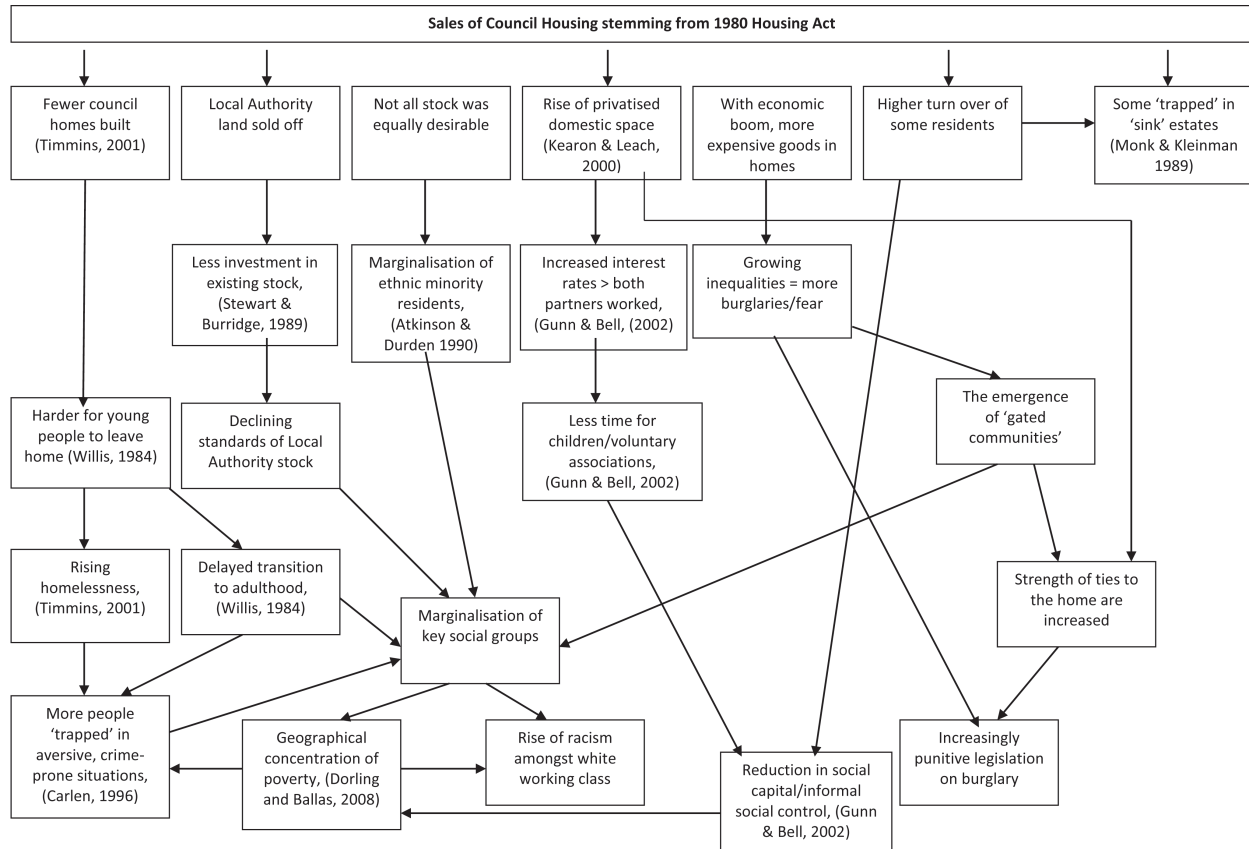 Sales of Council Housing stemming from 1980 Housing Act
Fewer council
homes built
(Timmins, 2001)
Local Authority
land sold off
Not all stock was
equally desirable
Rise of privatised
domestic space
(Kearon & Leach,
2000)
With economic
boom, more
expensive goods in
homes
Higher turn over of
some residents
Some ‘trapped’ in
‘sink’ estates
(Monk & Kleinman
1989)
Less investment in
existing stock,
(Stewart &
Burridge, 1989)
Marginalisation of
ethnic minority
residents,
(Atkinson &
Durden 1990)
Increased interest
rates > both
partners worked,
(Gunn & Bell, (2002)
Growing
inequalities = more
burglaries/fear
Harder for young
people to leave
home (Willis, 1984)
Declining
standards of Local
Authority stock
Less time for
children/voluntary
associations,
(Gunn & Bell, 2002)
The emergence
of ‘gated
communities’
Rising
homelessness,
(Timmins, 2001)
Delayed transition
to adulthood,
(Willis, 1984)
Marginalisation of
key social groups
Strength of ties to
the home are
increased
More people
‘trapped’ in
aversive, crime-
prone situations,
(Carlen, 1996)
Geographical
concentration of
poverty, (Dorling
and Ballas, 2008)
Rise of racism
amongst white
working class
Reduction in social
capital/informal
social control, (Gunn
& Bell, 2002)
Increasingly
punitive legislation
on burglary